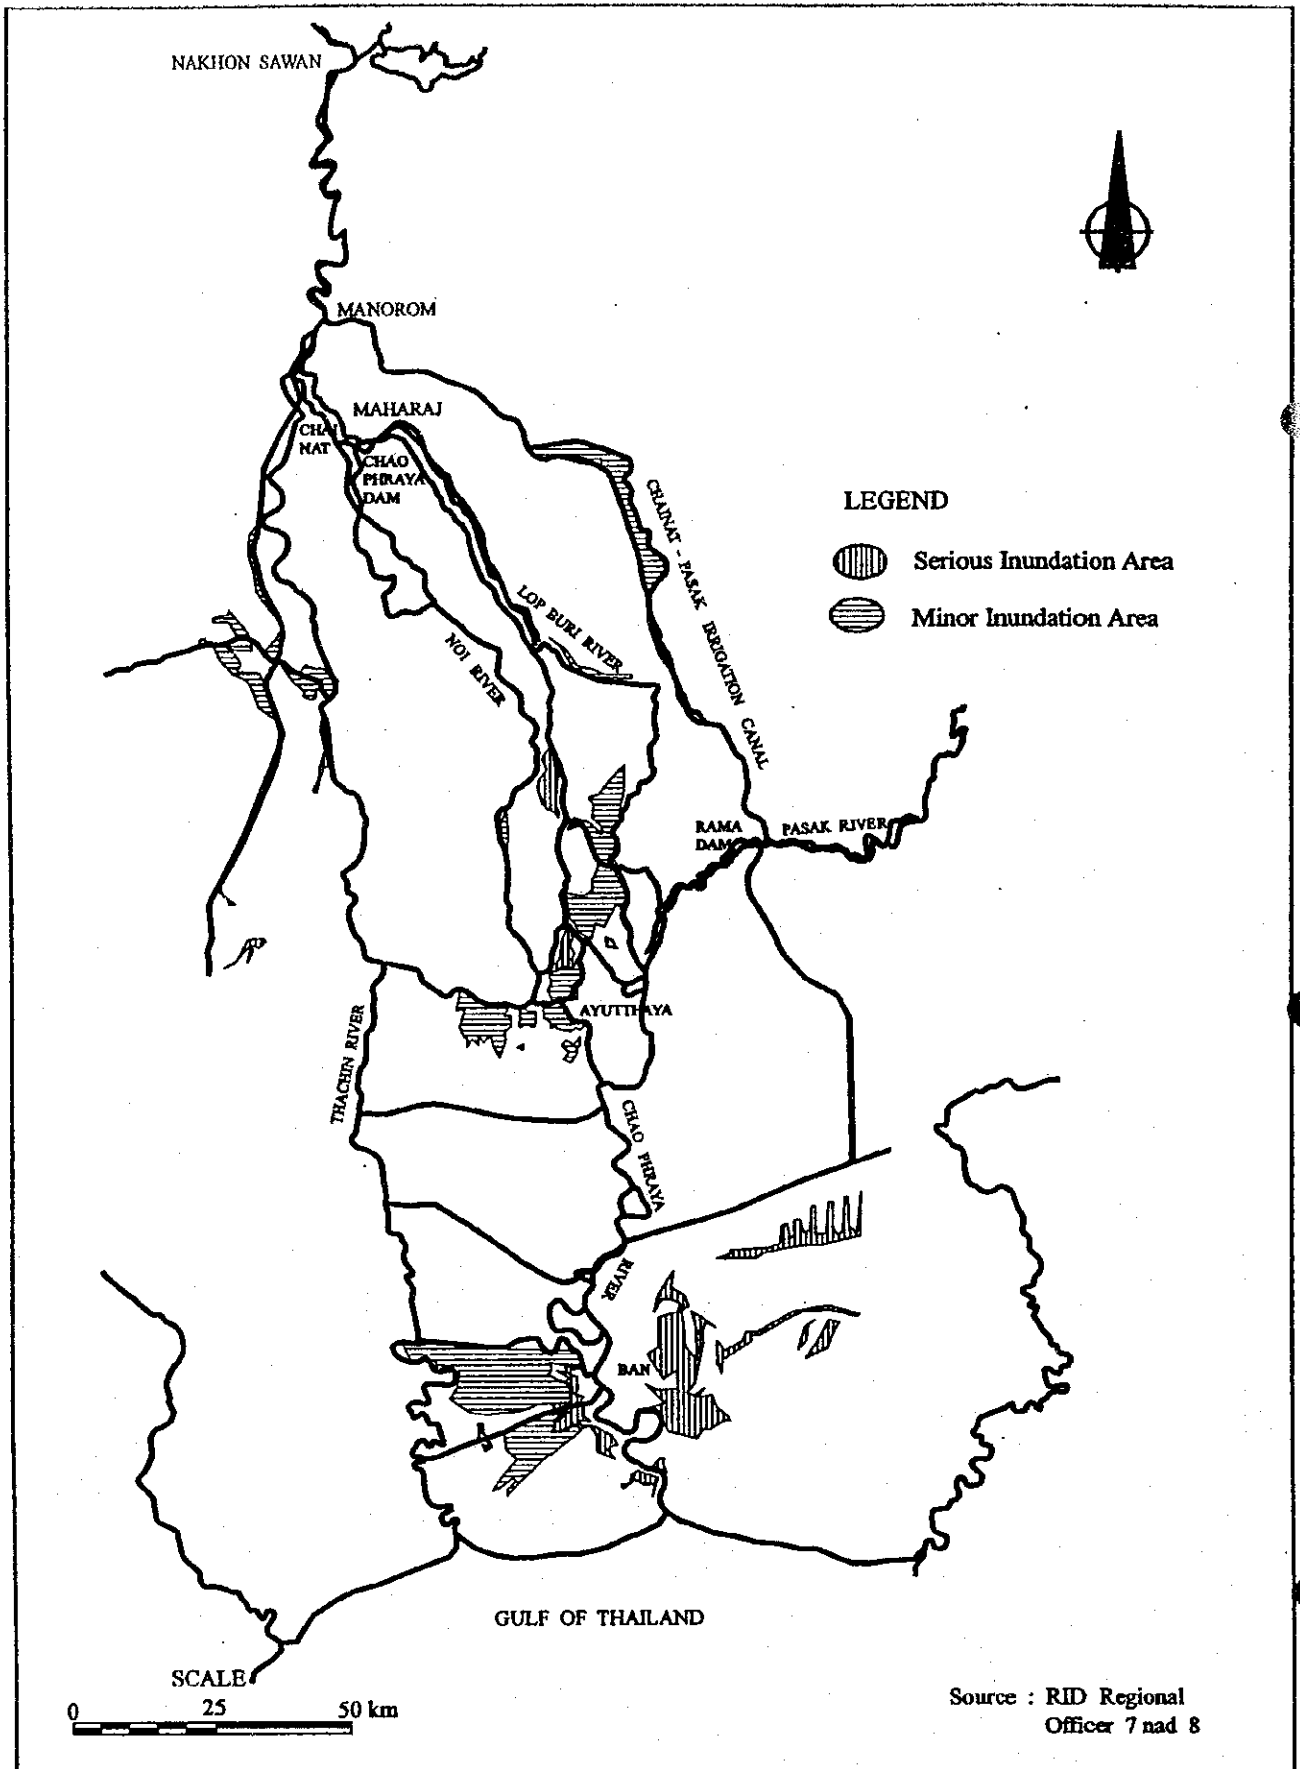 NAKHON SAWAN
MANOROM
MAHARAJ
CHAI
NAT
CHAO
PHRAYA
DAM
CHAINAT - PASAK IRRIGATION CANAL
LEGEND
Serious Inundation Area
Minor Inundation Area
LOP BURI RIVER
NOI RIVER
RAMA
DAM
PASAK RIVER
AYUTTHAYA
THACHIN RIVER
CHAO PHRAYA
RIVER
BAN
GULF OF THAILAND
SCALE
0 25 50 km
Source : RID Regional
Officer 7 nad 8